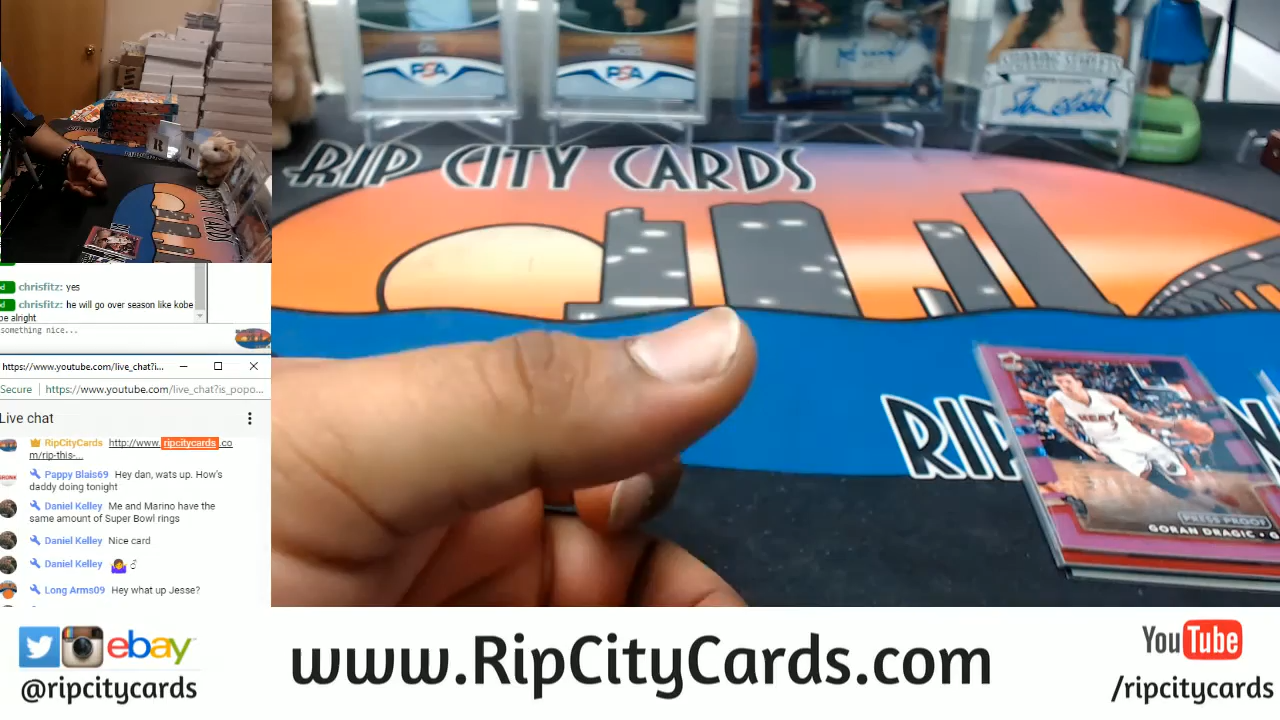 PSA
PSA
RIP CITY CARDS
RIP
PRESS PROOF
GORAN DRAGIC • G
chrisfitz: yes
chrisfitz: he will go over season like kobe
be alright
something nice...
https://www.youtube.com/live_chat?i...
Secure | https://www.youtube.com/live_chat?is_popo...
Live chat
RipCityCards http://www.ripcitycards.co
m/rip-this-...
Pappy Blais69 Hey dan, wats up. How's
daddy doing tonight
Daniel Kelley Me and Marino have the
same amount of Super Bowl rings
Daniel Kelley Nice card
Daniel Kelley
Long Arms09 Hey what up Jesse?
ebay
@ripcitycards
www.RipCityCards.com
YouTube
/ripcitycards